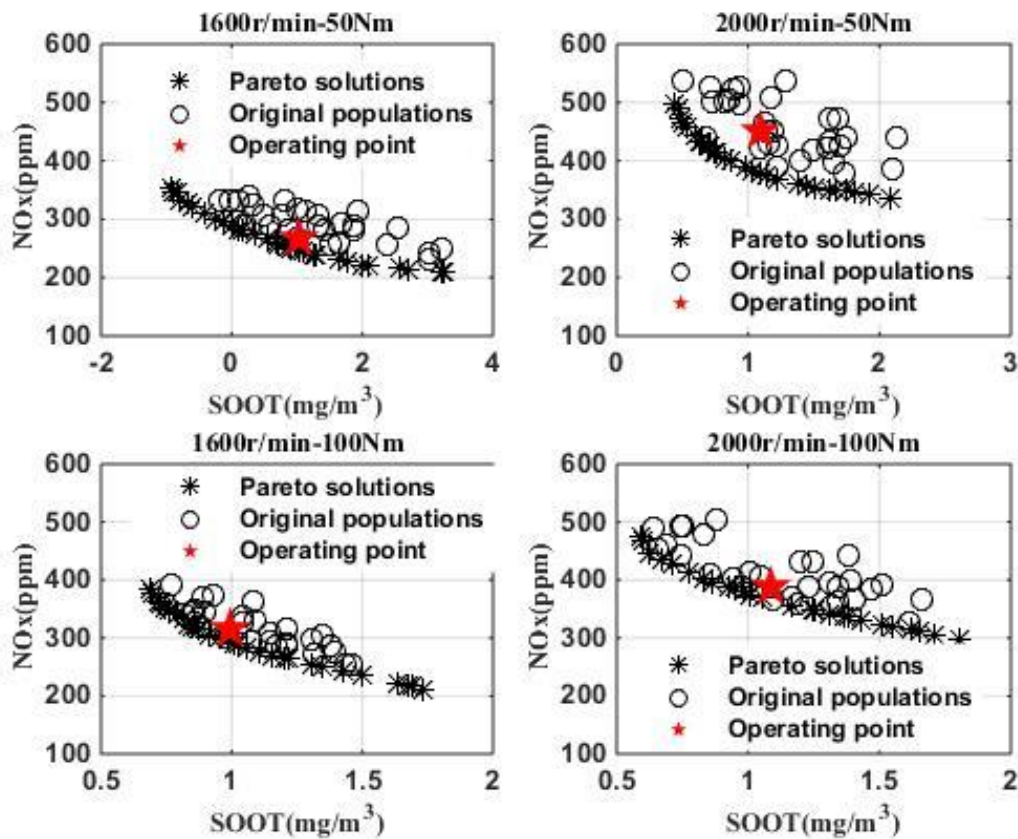 1600r/min-50Nm
600
500
400
300
200
100
NOx(ppm)
Pareto solutions
Original populations
Operating point
-2 0 2 4
SOOT(mg/m³)
2000r/min-50Nm
600
500
400
300
200
100
NOx(ppm)
Pareto solutions
Original populations
Operating point
0 1 2 3
SOOT(mg/m³)
1600r/min-100Nm
600
500
400
300
200
100
NOx(ppm)
Pareto solutions
Original populations
Operating point
0.5 1 1.5 2
SOOT(mg/m³)
2000r/min-100Nm
600
500
400
300
200
100
NOx(ppm)
Pareto solutions
Original populations
Operating point
0.5 1 1.5 2
SOOT(mg/m³)